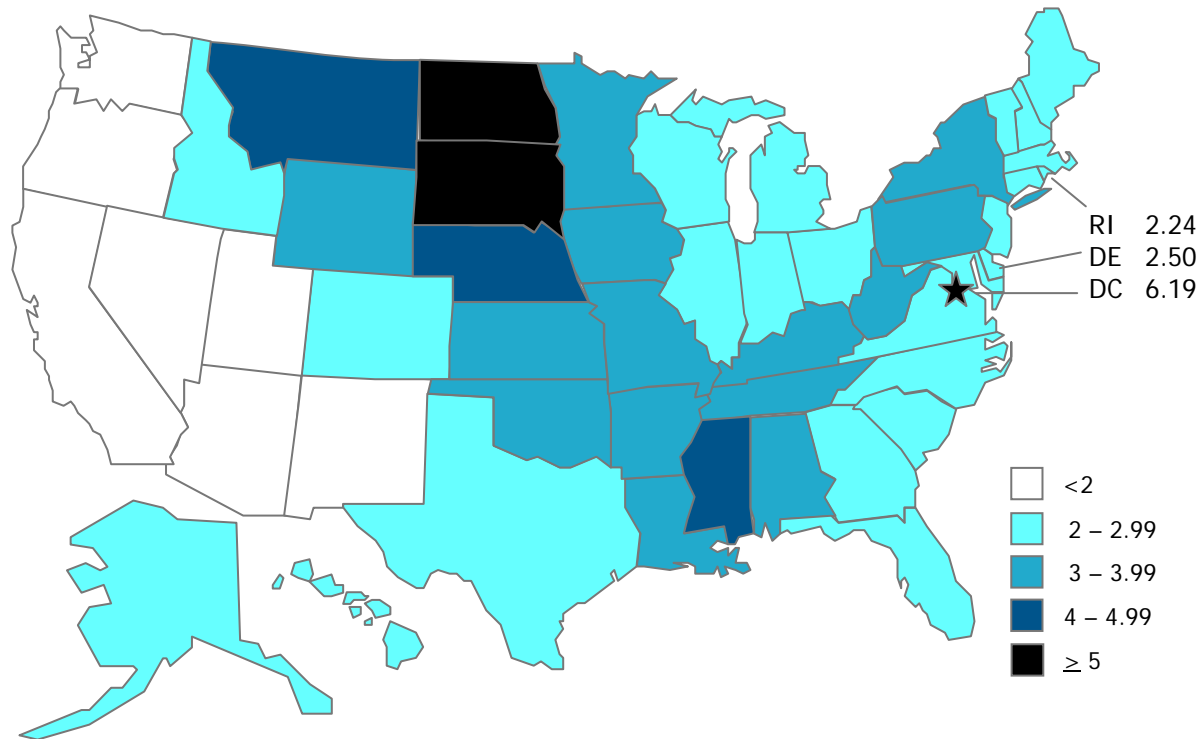 RI 2.24
DE 2.50
DC 6.19
<2
2 – 2.99
3 – 3.99
4 – 4.99
≥ 5